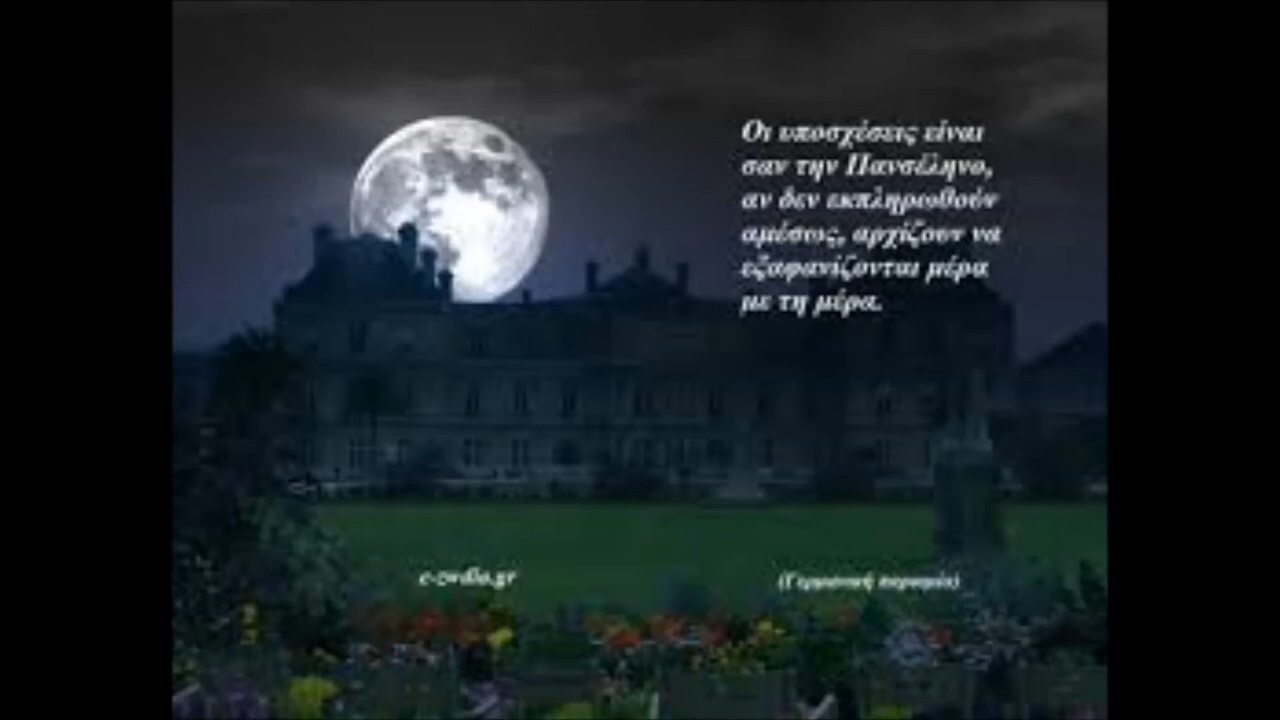 Οι υποσχέσεις είναι
σαν την Πανσέληνο,
αν δεν εκπληρωθούν
αμέσως, αρχίζουν να
εξαφανίζονται μέρα
με τη μέρα.
e-zodia.gr
(Γερμανική παροιμία)